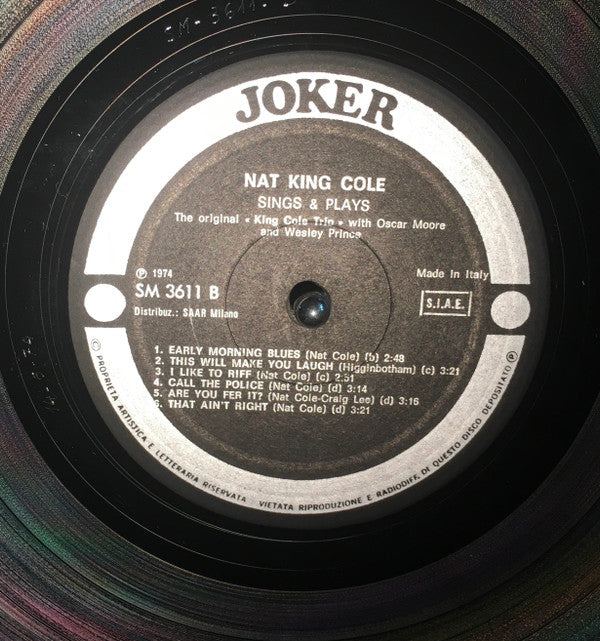 SM-3611
JOKER
NAT KING COLE
SINGS & PLAYS
The original « King Cole Trio » with Oscar Moore
and Wesley Prince
℗ 1974
SM 3611 B
Distribuz.: SAAR Milano
Made in Italy
S.I.A.E.
1. EARLY MORNING BLUES (Nat Cole) (b) 2:48
2. THIS WILL MAKE YOU LAUGH (Higginbotham) (c) 3:21
3. I LIKE TO RIFF (Nat Cole) (c) 2:51
4. CALL THE POLICE (Nat Cole) (d) 3:14
5. ARE YOU FER IT? (Nat Cole-Craig Lee) (d) 3:16
6. THAT AIN'T RIGHT (Nat Cole) (d) 3:21
© PROPRIETA ARTISTICA E LETTERARIA RISERVATA - VIETATA RIPRODUZIONE E RADIODIFF. DI QUESTO DISCO DEPOSITATO ℗